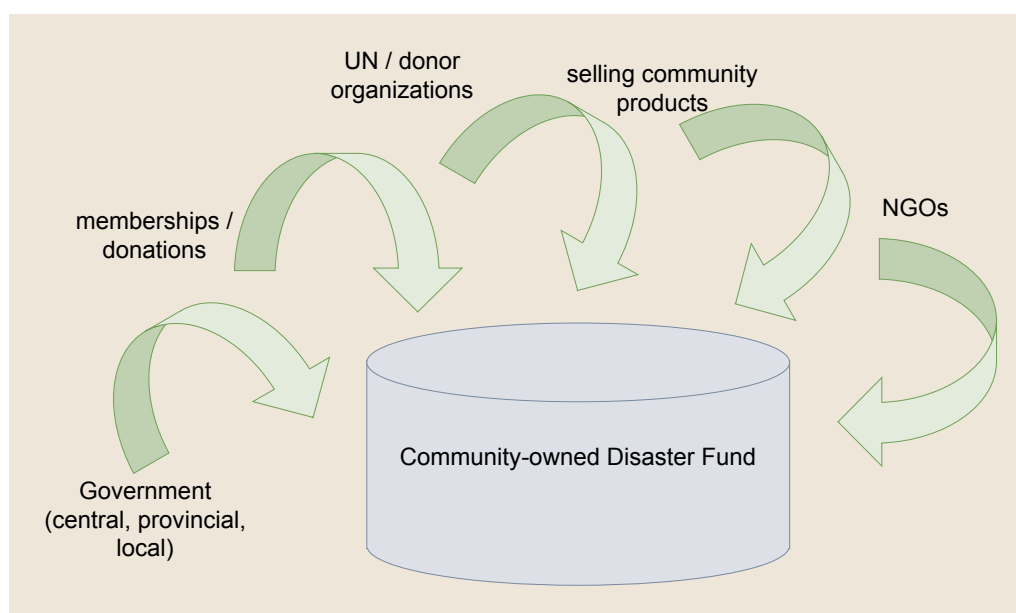 UN / donor
organizations
selling community
products
memberships /
donations
NGOs
Community-owned Disaster Fund
Government
(central, provincial,
local)